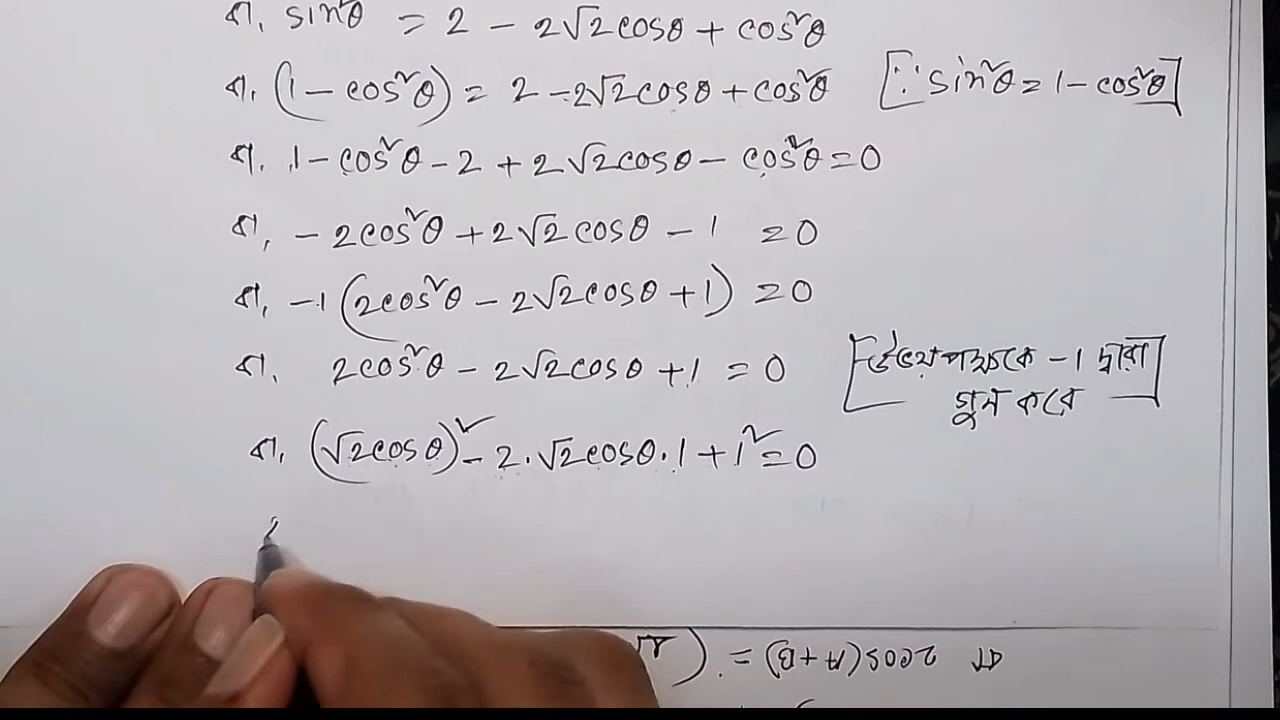 বা, sin²θ = 2 - 2√2cosθ + cos²θ
বা, (1 - cos²θ) = 2 - 2√2cosθ + cos²θ [∵ sin²θ = 1 - cos²θ]
বা, 1 - cos²θ - 2 + 2√2cosθ - cos²θ = 0
বা, - 2cos²θ + 2√2cosθ - 1 = 0
বা, -1 (2cos²θ - 2√2cosθ + 1) = 0
বা, 2cos²θ - 2√2cosθ + 1 = 0 [উভয়পক্ষকে -1 দ্বারা
গুন করে]
বা, (√2cosθ)² - 2.√2cosθ.1 + 1² = 0
বা 2cos(A+B) = (